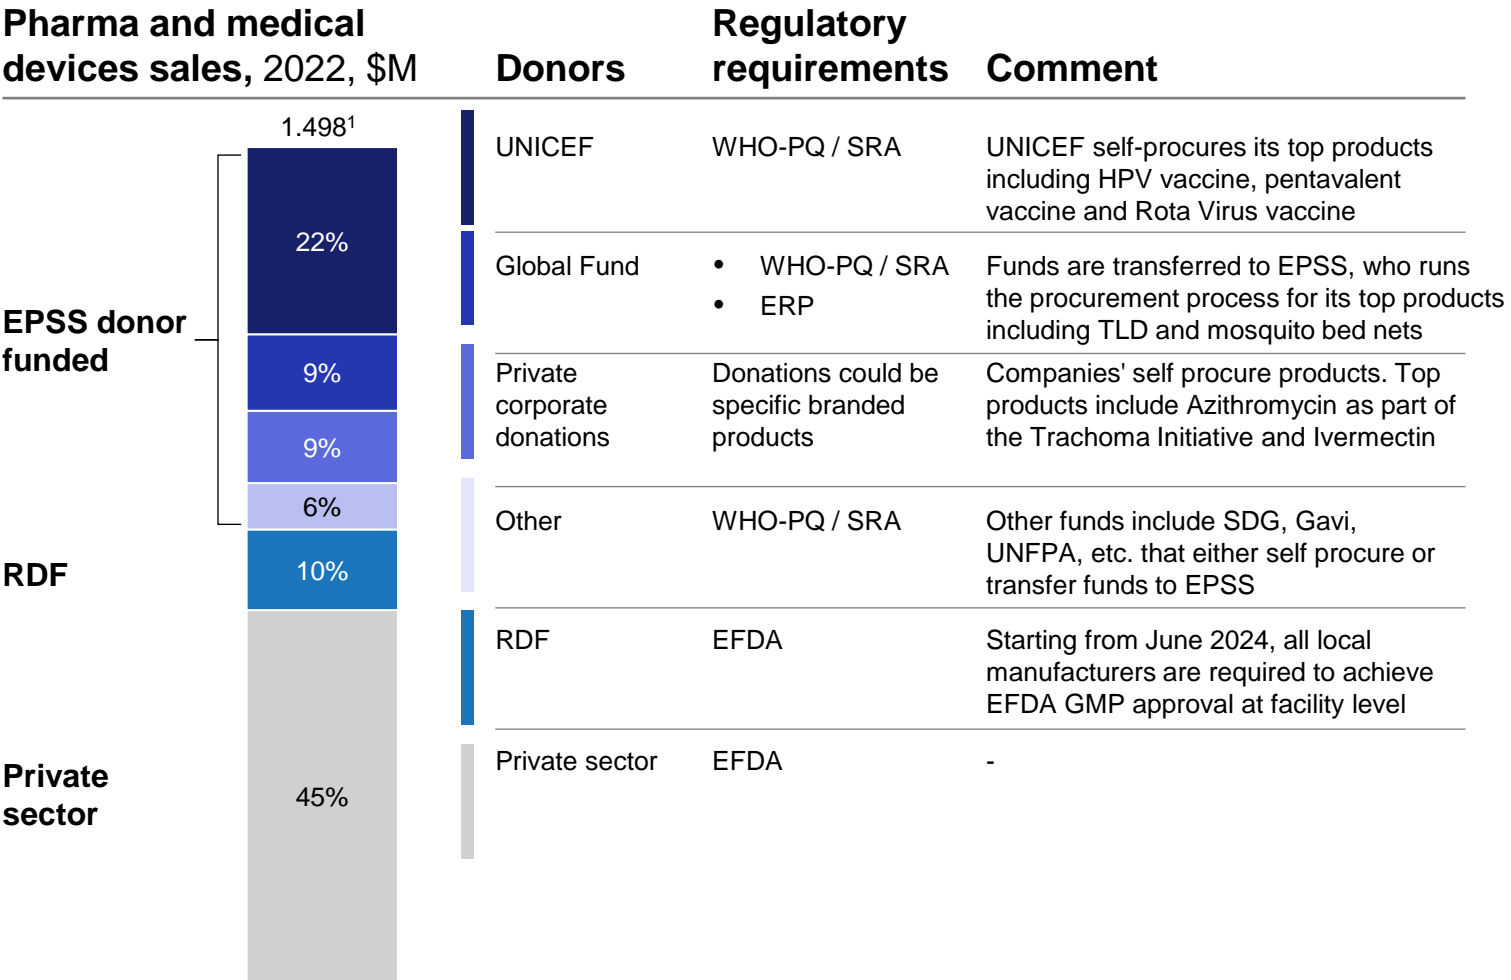 Pharma and medical
devices sales, 2022, $M
Donors
Regulatory
requirements
Comment
1.498¹
22%
9%
9%
6%
10%
45%
EPSS donor
funded
RDF
Private
sector
UNICEF
WHO-PQ / SRA
UNICEF self-procures its top products
including HPV vaccine, pentavalent
vaccine and Rota Virus vaccine
Global Fund
• WHO-PQ / SRA
• ERP
Funds are transferred to EPSS, who runs
the procurement process for its top products
including TLD and mosquito bed nets
Private
corporate
donations
Donations could be
specific branded
products
Companies' self procure products. Top
products include Azithromycin as part of
the Trachoma Initiative and Ivermectin
Other
WHO-PQ / SRA
Other funds include SDG, Gavi,
UNFPA, etc. that either self procure or
transfer funds to EPSS
RDF
EFDA
Starting from June 2024, all local
manufacturers are required to achieve
EFDA GMP approval at facility level
Private sector
EFDA
-